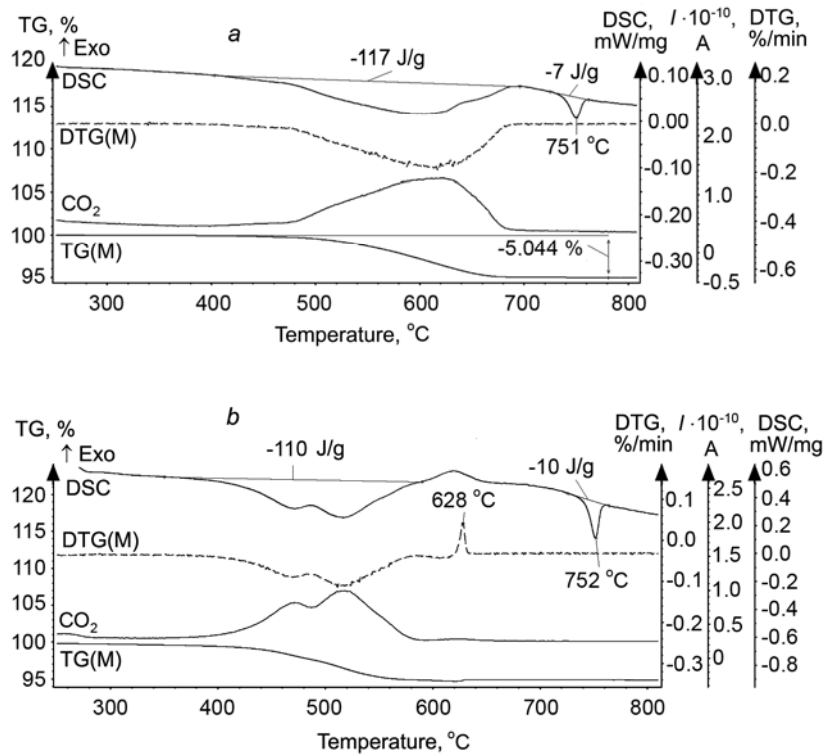 TG, %
a
DSC,
mW/mg
I · 10⁻¹⁰
A
DTG,
%/min
↑ Exo
120
115
110
105
100
95
DSC
DTG(M)
CO₂
TG(M)
-117 J/g
-7 J/g
751 °C
-5.044 %
0.10
0.00
-0.10
-0.20
-0.30
3.0
2.0
1.0
0
-0.5
0.2
0.0
-0.2
-0.4
-0.6
300 400 500 600 700 800
Temperature, °C
TG, %
b
DTG,
%/min
I · 10⁻¹⁰
A
DSC,
mW/mg
↑ Exo
120
115
110
105
100
95
DSC
DTG(M)
CO₂
TG(M)
-110 J/g
-10 J/g
628 °C
752 °C
0.1
0.0
-0.1
-0.2
-0.3
2.5
2.0
1.5
1.0
0.5
0
0.6
0.4
0.2
0.0
-0.2
-0.4
-0.6
-0.8
300 400 500 600 700 800
Temperature, °C